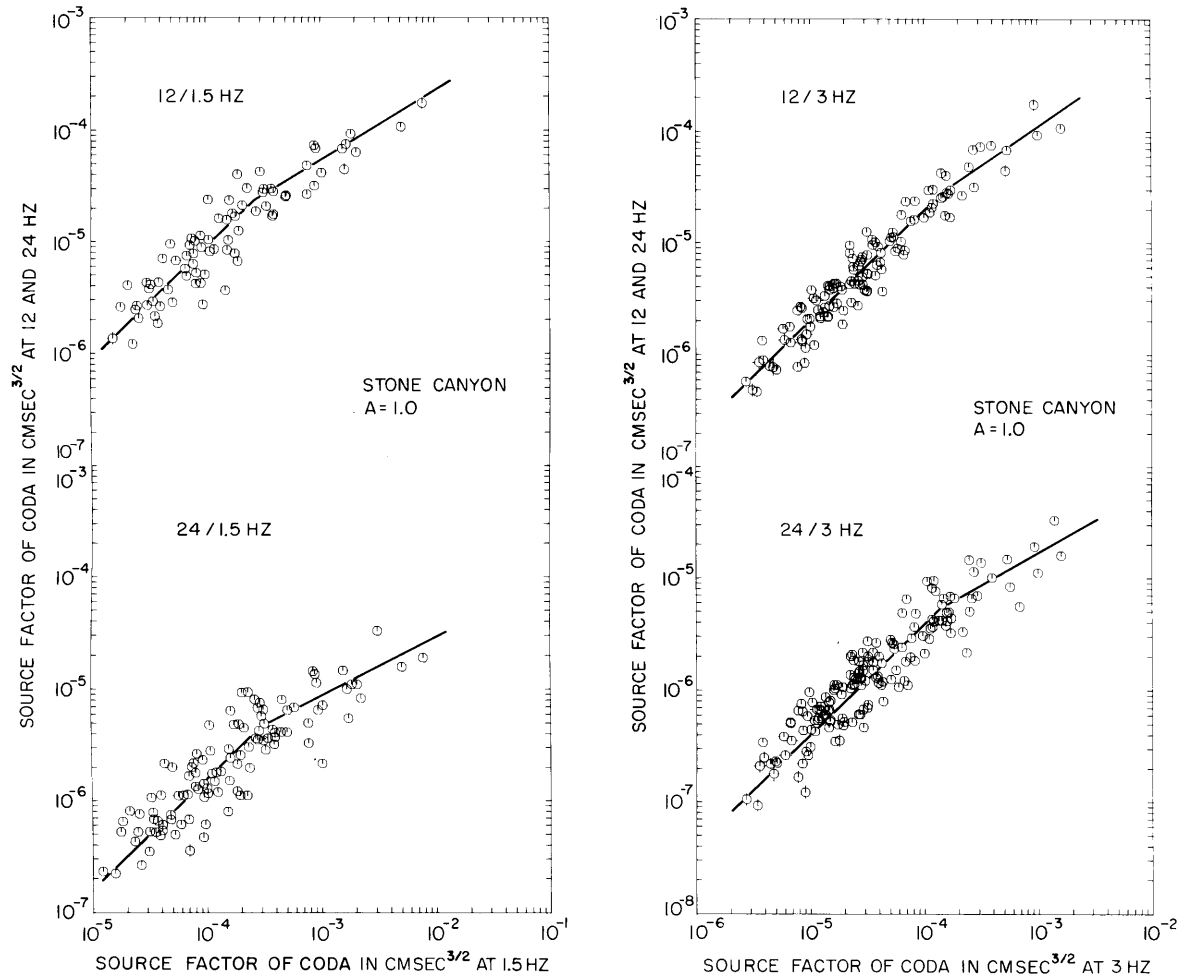 SOURCE FACTOR OF CODA IN CMSEC^3/2 AT 12 AND 24 HZ
10^-3
12/1.5 HZ
10^-4
10^-5
10^-6
STONE CANYON
A=1.0
10^-7
10^-3
24/1.5 HZ
10^-4
10^-5
10^-6
10^-7
10^-5
10^-4
10^-3
10^-2
10^-1
SOURCE FACTOR OF CODA IN CMSEC^3/2 AT 1.5 HZ
SOURCE FACTOR OF CODA IN CMSEC^3/2 AT 12 AND 24 HZ
10^-3
12/3 HZ
10^-4
10^-5
10^-6
STONE CANYON
A=1.0
10^-7
10^-4
24/3 HZ
10^-5
10^-6
10^-7
10^-8
10^-6
10^-5
10^-4
10^-3
10^-2
SOURCE FACTOR OF CODA IN CMSEC^3/2 AT 3 HZ